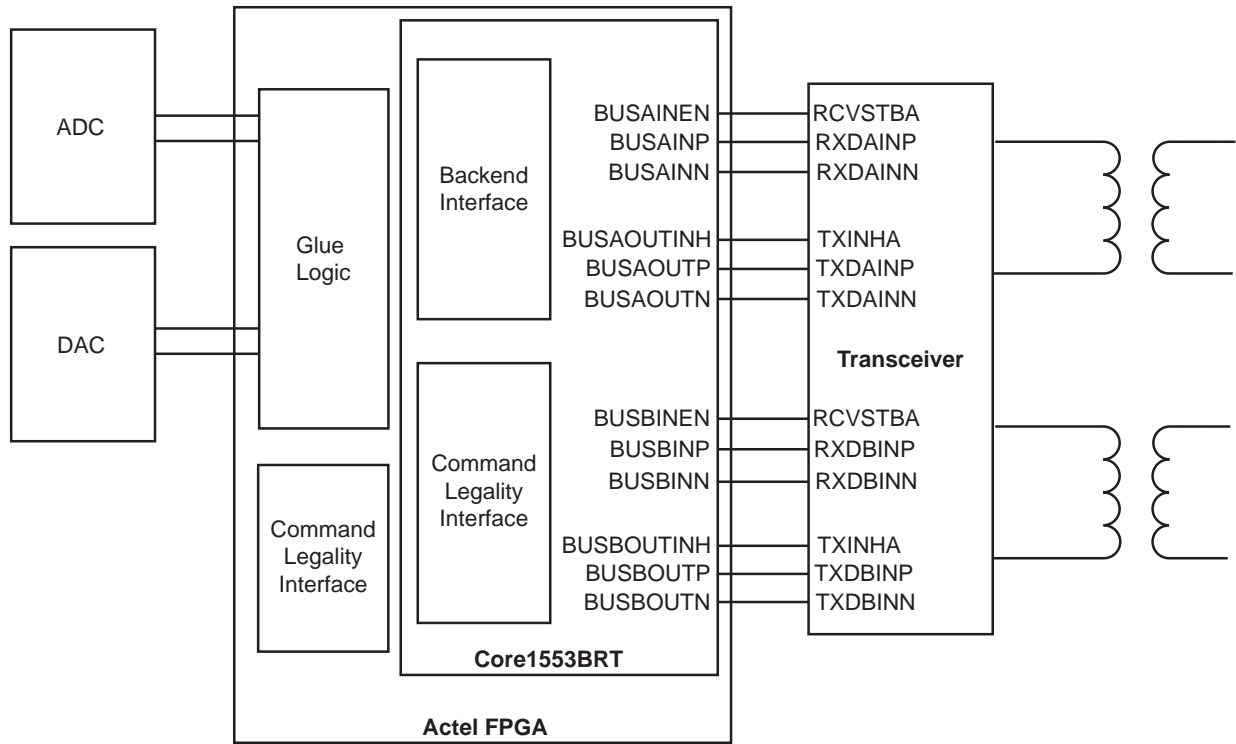 ADC
DAC
Glue
Logic
Command
Legality
Interface
Backend
Interface
Command
Legality
Interface
BUSAINEN
BUSAINP
BUSAINN
BUSAOUTINH
BUSAOUTP
BUSAOUTN
BUSBINEN
BUSBINP
BUSBINN
BUSBOUTINH
BUSBOUTP
BUSBOUTN
Core1553BRT
Actel FPGA
RCVSTBA
RXDAINP
RXDAINN
TXINHA
TXDAINP
TXDAINN
Transceiver
RCVSTBA
RXDBINP
RXDBINN
TXINHA
TXDBINP
TXDBINN